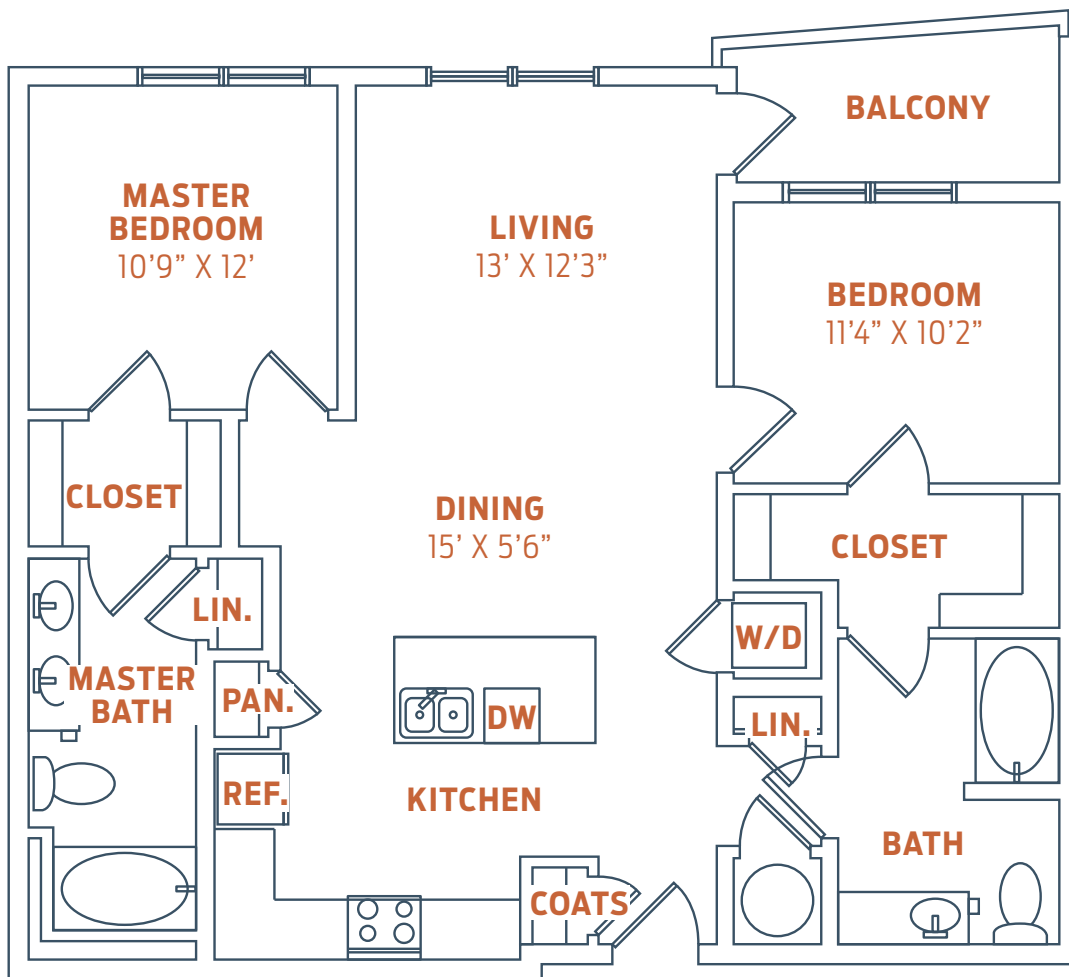 BALCONY
MASTER
BEDROOM
10’9” X 12’
LIVING
13’ X 12’3”
BEDROOM
11’4” X 10’2”
CLOSET
DINING
15’ X 5’6”
CLOSET
LIN.
W/D
MASTER
BATH
PAN.
DW
LIN.
REF.
KITCHEN
BATH
COATS